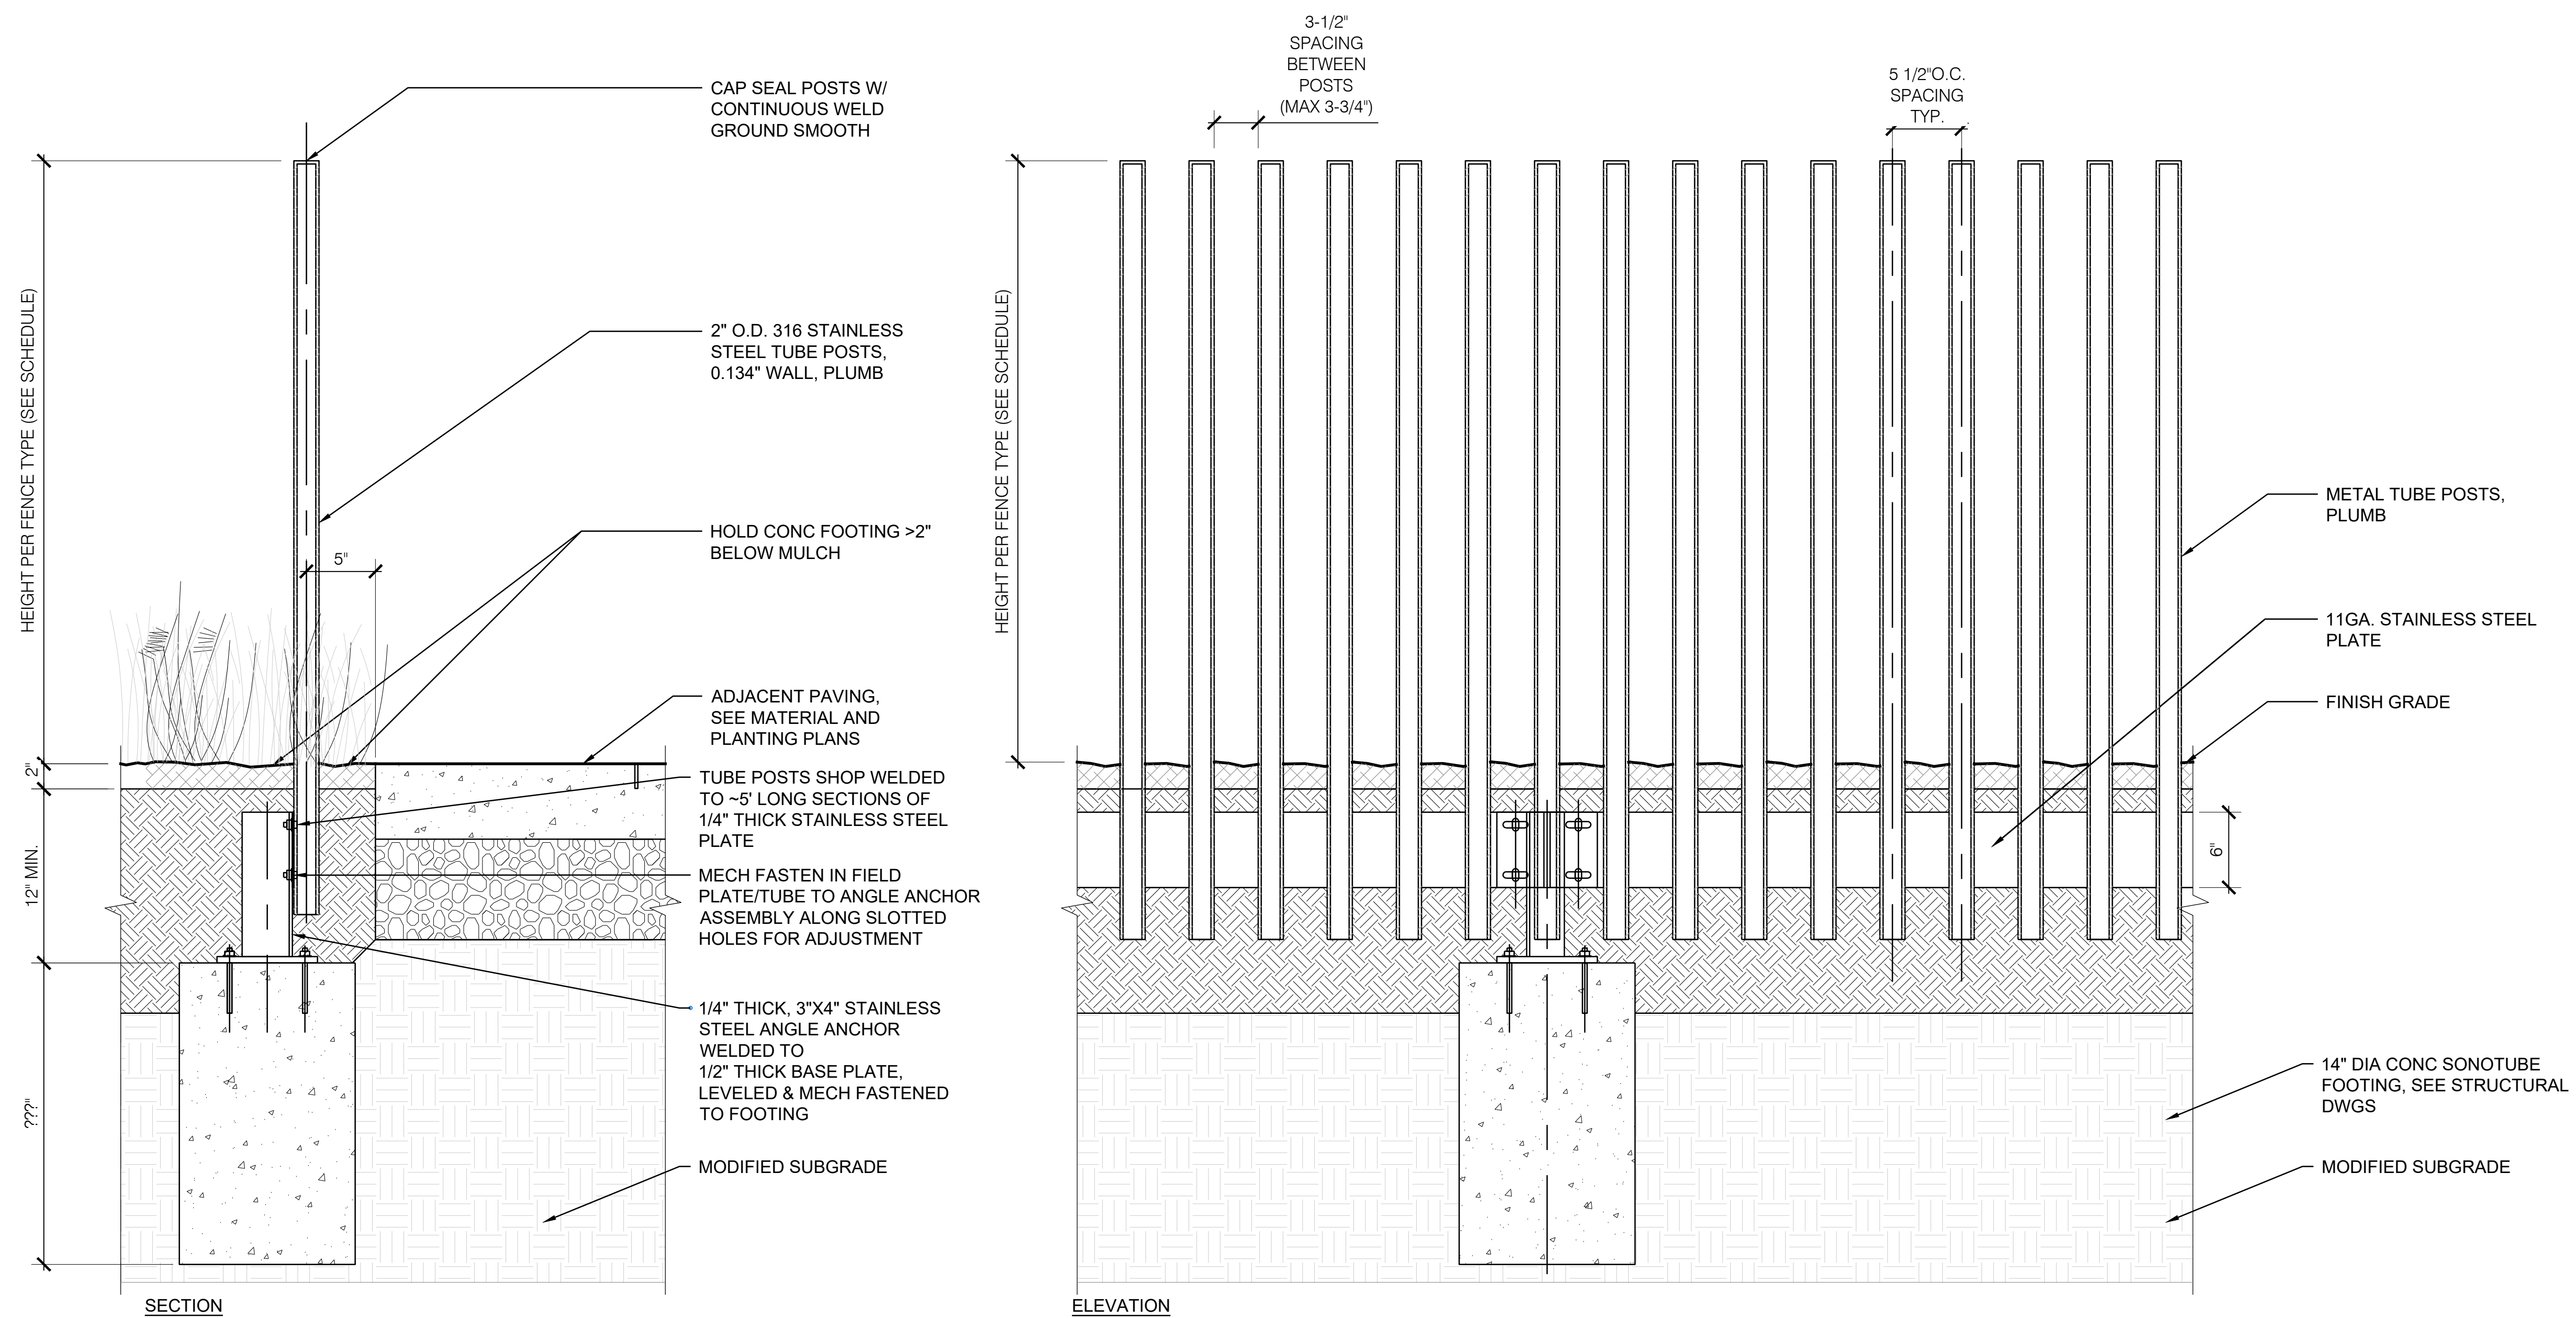 CAP SEAL POSTS W/
CONTINUOUS WELD
GROUND SMOOTH
HEIGHT PER FENCE TYPE (SEE SCHEDULE)
2" O.D. 316 STAINLESS
STEEL TUBE POSTS,
0.134" WALL, PLUMB
HOLD CONC FOOTING >2"
BELOW MULCH
5"
ADJACENT PAVING,
SEE MATERIAL AND
PLANTING PLANS
2"
TUBE POSTS SHOP WELDED
TO ~5' LONG SECTIONS OF
1/4" THICK STAINLESS STEEL
PLATE
12" MIN.
MECH FASTEN IN FIELD
PLATE/TUBE TO ANGLE ANCHOR
ASSEMBLY ALONG SLOTTED
HOLES FOR ADJUSTMENT
1/4" THICK, 3"X4" STAINLESS
STEEL ANGLE ANCHOR
WELDED TO
1/2" THICK BASE PLATE,
LEVELED & MECH FASTENED
TO FOOTING
???"
MODIFIED SUBGRADE
SECTION
3-1/2"
SPACING
BETWEEN
POSTS
(MAX 3-3/4")
5 1/2"O.C.
SPACING
TYP.
HEIGHT PER FENCE TYPE (SEE SCHEDULE)
METAL TUBE POSTS,
PLUMB
11GA. STAINLESS STEEL
PLATE
FINISH GRADE
6"
14" DIA CONC SONOTUBE
FOOTING, SEE STRUCTURAL
DWGS
MODIFIED SUBGRADE
ELEVATION